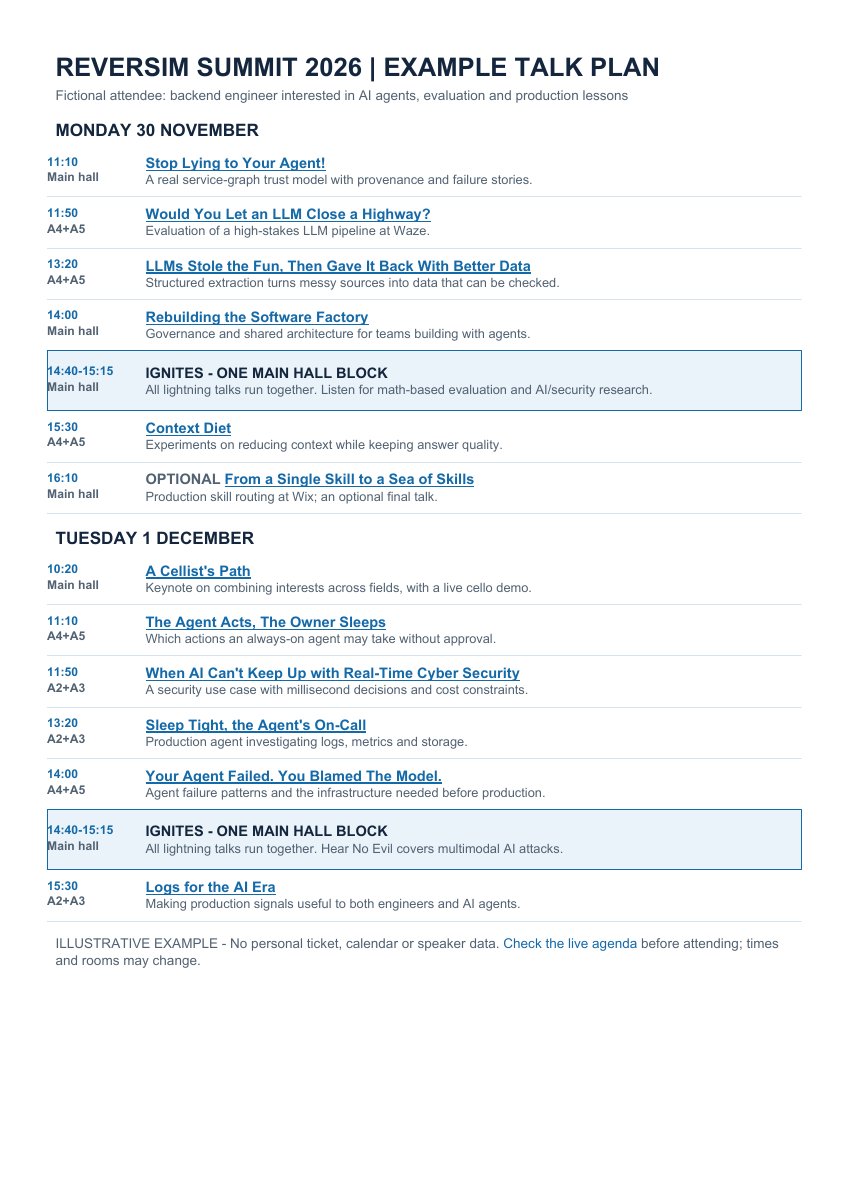 REVERSIM SUMMIT 2026 | EXAMPLE TALK PLAN
Fictional attendee: backend engineer interested in AI agents, evaluation and production lessons
MONDAY 30 NOVEMBER
11:10
Main hall
Stop Lying to Your Agent!
A real service-graph trust model with provenance and failure stories.
11:50
A4+A5
Would You Let an LLM Close a Highway?
Evaluation of a high-stakes LLM pipeline at Waze.
13:20
A4+A5
LLMs Stole the Fun, Then Gave It Back With Better Data
Structured extraction turns messy sources into data that can be checked.
14:00
Main hall
Rebuilding the Software Factory
Governance and shared architecture for teams building with agents.
14:40-15:15
Main hall
IGNITES - ONE MAIN HALL BLOCK
All lightning talks run together. Listen for math-based evaluation and AI/security research.
15:30
A4+A5
Context Diet
Experiments on reducing context while keeping answer quality.
16:10
Main hall
OPTIONAL From a Single Skill to a Sea of Skills
Production skill routing at Wix; an optional final talk.
TUESDAY 1 DECEMBER
10:20
Main hall
A Cellist's Path
Keynote on combining interests across fields, with a live cello demo.
11:10
A4+A5
The Agent Acts, The Owner Sleeps
Which actions an always-on agent may take without approval.
11:50
A2+A3
When AI Can't Keep Up with Real-Time Cyber Security
A security use case with millisecond decisions and cost constraints.
13:20
A2+A3
Sleep Tight, the Agent's On-Call
Production agent investigating logs, metrics and storage.
14:00
A4+A5
Your Agent Failed. You Blamed The Model.
Agent failure patterns and the infrastructure needed before production.
14:40-15:15
Main hall
IGNITES - ONE MAIN HALL BLOCK
All lightning talks run together. Hear No Evil covers multimodal AI attacks.
15:30
A2+A3
Logs for the AI Era
Making production signals useful to both engineers and AI agents.
ILLUSTRATIVE EXAMPLE - No personal ticket, calendar or speaker data. Check the live agenda before attending; times
and rooms may change.